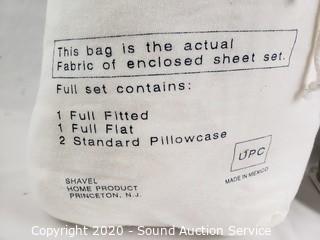 This bag is the actual
Fabric of enclosed sheet set.
Full set contains:
1 Full Fitted
1 Full Flat
2 Standard Pillowcase
UPC
MADE IN MEXICO
SHAVEL
HOME PRODUCT
PRINCETON, N.J.
Copyright 2020 - Sound Auction Service